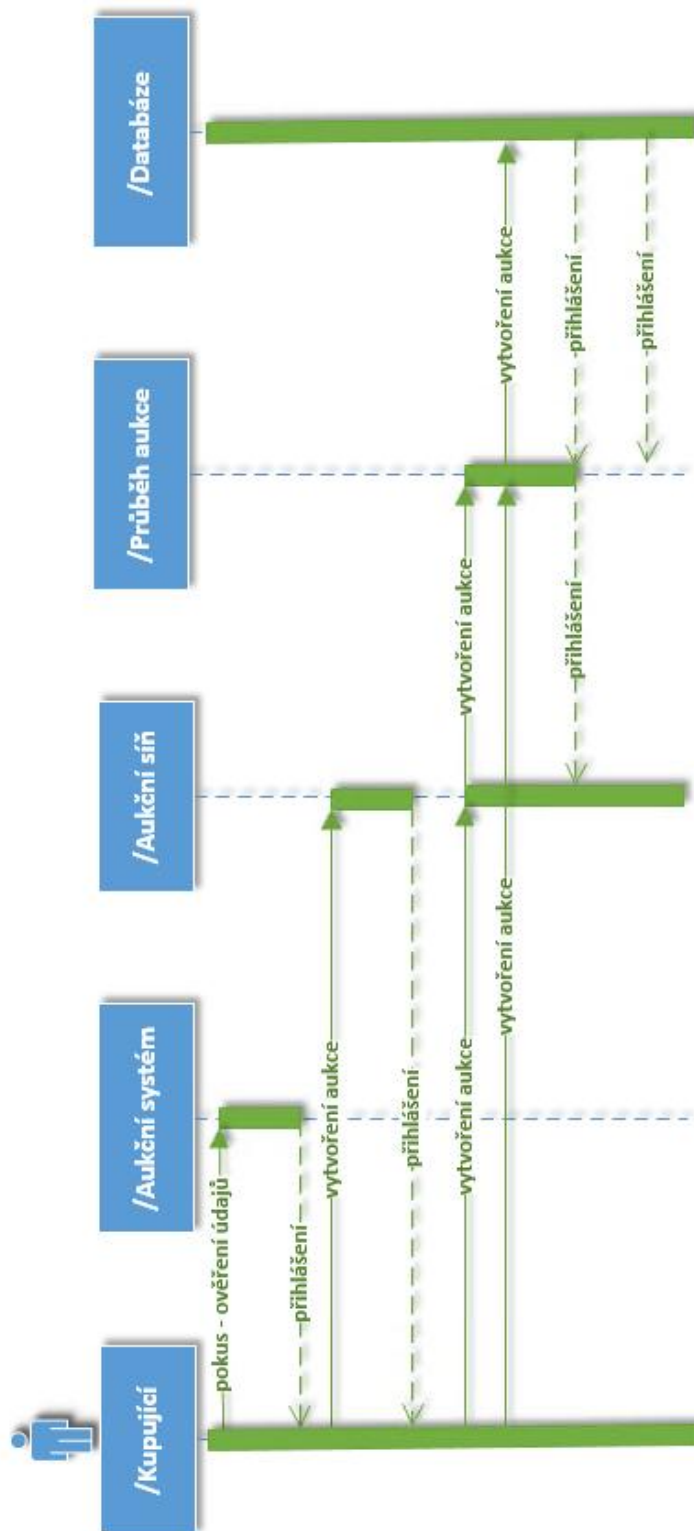 /Kupující
/Aukční systém
/Aukční síň
/Průběh aukce
/Databáze
pokus - ověření údajů
přihlášení
vytvoření aukce
přihlášení
vytvoření aukce
vytvoření aukce
vytvoření aukce
vytvoření aukce
přihlášení
přihlášení
přihlášení